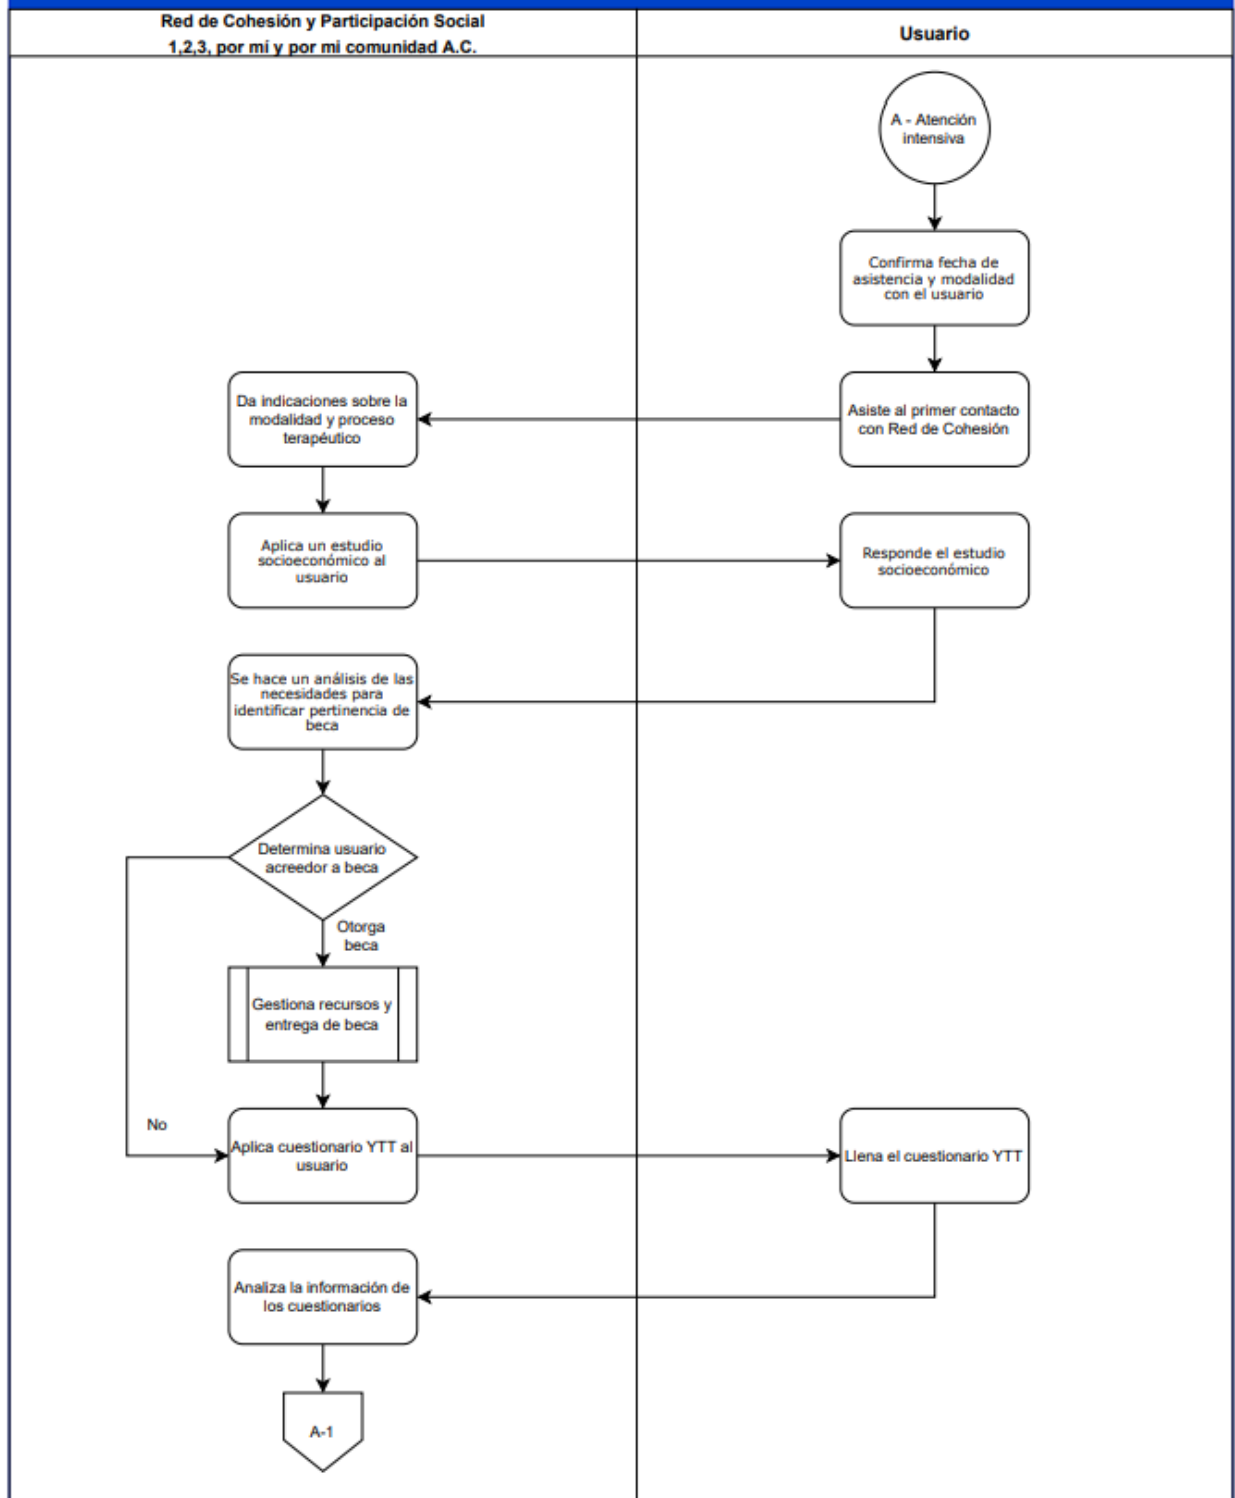 Red de Cohesión y Participación Social
1,2,3, por mí y por mi comunidad A.C.
Usuario
A - Atención
intensiva
Confirma fecha de
asistencia y modalidad
con el usuario
Da indicaciones sobre la
modalidad y proceso
terapéutico
Asiste al primer contacto
con Red de Cohesión
Aplica un estudio
socioeconómico al
usuario
Responde el estudio
socioeconómico
Se hace un análisis de las
necesidades para
identificar pertinencia de
beca
Determina usuario
acreedor a beca
Otorga
beca
Gestiona recursos y
entrega de beca
No
Aplica cuestionario YTT al
usuario
Llena el cuestionario YTT
Analiza la información de
los cuestionarios
A-1